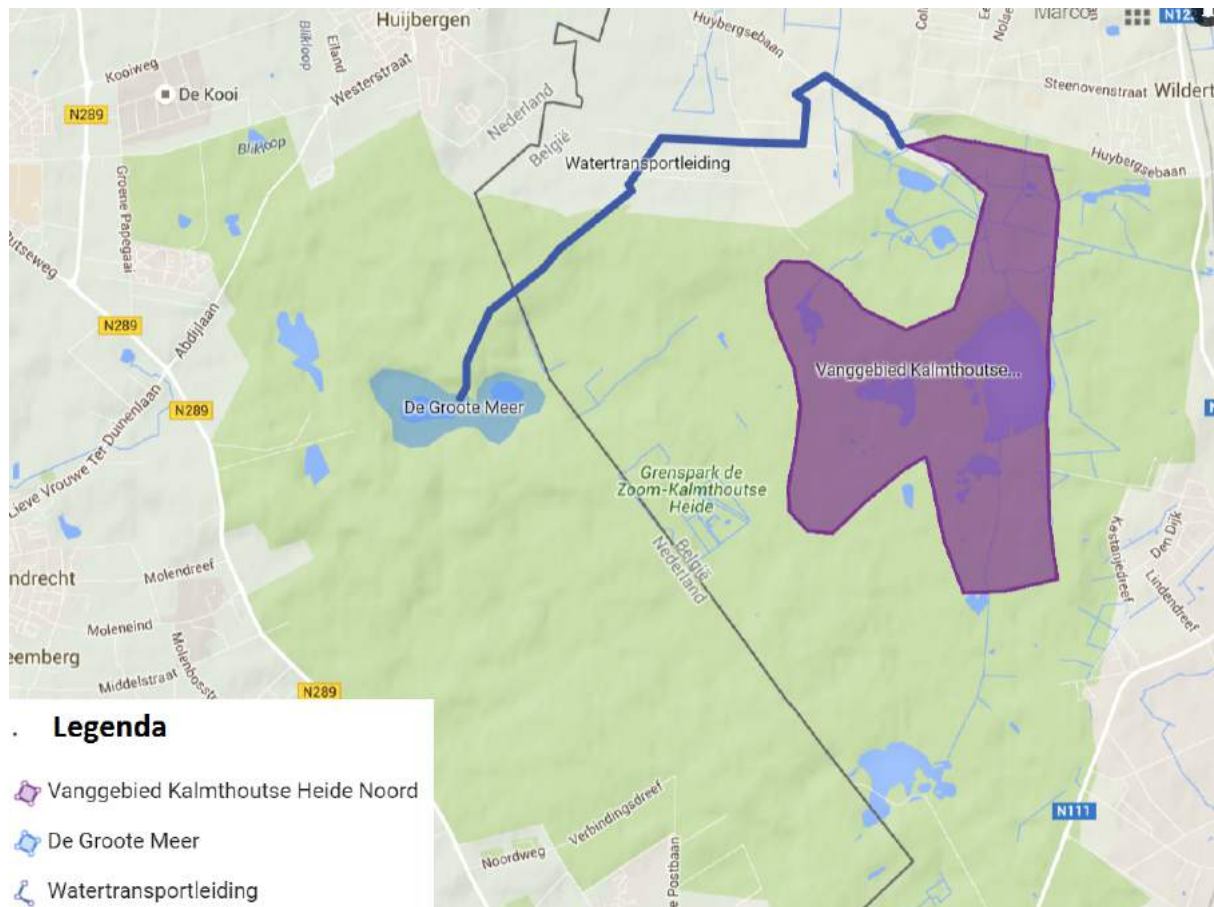 Huijbergen
Marco
N12
Huybergsebaan
Blikloop
Eiland
Kooiweg
Westerstraat
De Kooi
Steenovenstraat
Wildert
N289
Nederland
België
Blikloop
Huybergsebaan
Watertransportleiding
Groene Papegaai
utseweg
Abdijlaan
N289
Vanggebied Kalmthoutse...
De Groote Meer
N289
Lieve Vrouwe Ter Duinenlaan
Grenspark de
Zoom-Kalmthoutse
Heide
België
Nederland
Kastanjedreef
Den Dijk
Lindendreef
ndrecht
Molendreef
Moleneind
eemberg
Molenbosstr
Middelstraat
N289
Legenda
Vanggebied Kalmthoutse Heide Noord
De Groote Meer
Watertransportleiding
Verbindingsdreef
Noordweg
e Postbaan
N111